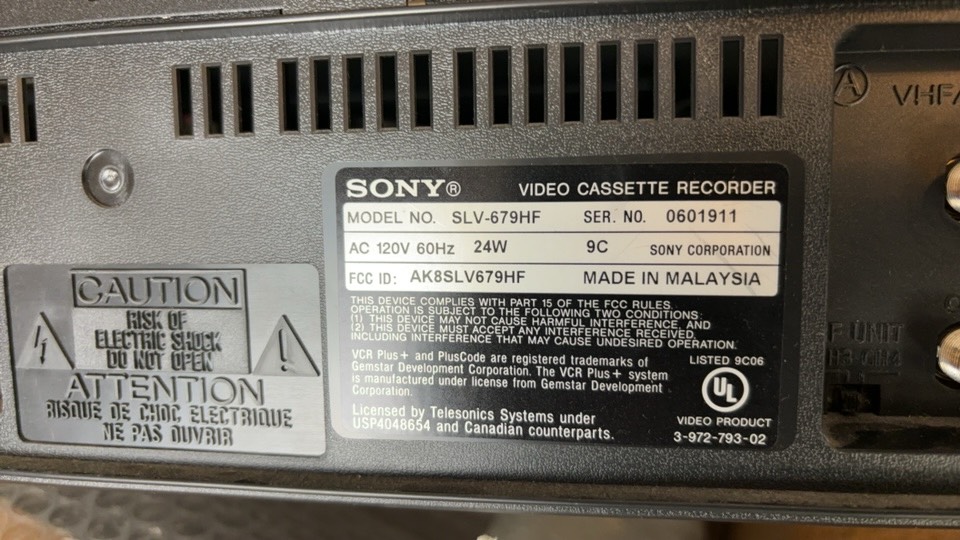 SONY® VIDEO CASSETTE RECORDER
MODEL NO. SLV-679HF SER. NO. 0601911
AC 120V 60Hz 24W 9C SONY CORPORATION
FCC ID: AK8SLV679HF MADE IN MALAYSIA
THIS DEVICE COMPLIES WITH PART 15 OF THE FCC RULES.
OPERATION IS SUBJECT TO THE FOLLOWING TWO CONDITIONS:
(1) THIS DEVICE MAY NOT CAUSE HARMFUL INTERFERENCE, AND
(2) THIS DEVICE MUST ACCEPT ANY INTERFERENCE RECEIVED,
INCLUDING INTERFERENCE THAT MAY CAUSE UNDESIRED OPERATION.
VCR Plus+ and PlusCode are registered trademarks of
Gemstar Development Corporation. The VCR Plus+ system
is manufactured under license from Gemstar Development
Corporation.
Licensed by Telesonics Systems under
USP4048654 and Canadian counterparts.
LISTED 9C06
UL
VIDEO PRODUCT
3-972-793-02
CAUTION
RISK OF
ELECTRIC SHOCK
DO NOT OPEN
ATTENTION
RISQUE DE CHOC ELECTRIQUE
NE PAS OUVRIR
A VHF/
UNIT